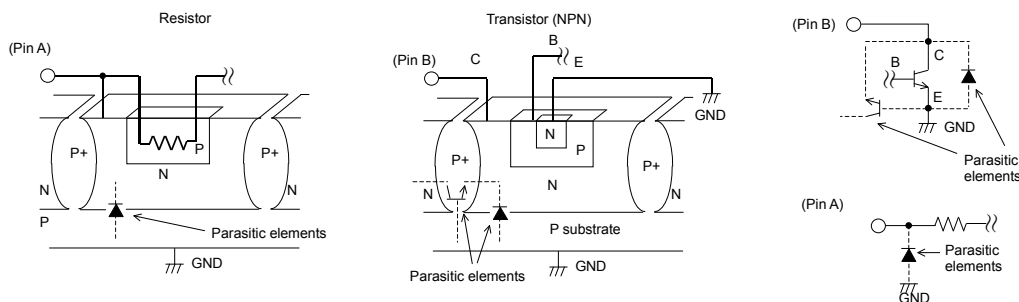 Resistor
(Pin A)
P+
P
P+
N
N
N
P
Parasitic elements
GND
Transistor (NPN)
(Pin B)
C
B
E
GND
P+
N
P
P+
N
N
N
P substrate
Parasitic elements
GND
(Pin B)
C
B
E
GND
Parasitic
elements
(Pin A)
Parasitic
elements
GND